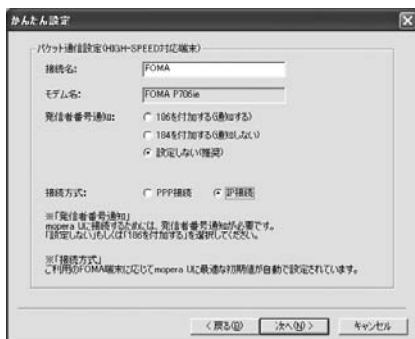 かんたん設定
パケット通信設定(HIGH-SPEED対応端末)
接続名: FOMA
モデム名: FOMA P706ie
発信者番号通知: 186を付加する(通知する)
184を付加する(通知しない)
設定しない(推奨)
接続方式: PPP接続 IP接続
※「発信者番号通知」
mopera Uに接続するためには、発信者番号通知が必要です。
「設定しない」もしくは「186を付加する」を選択してください。
※「接続方式」
ご利用のFOMA端末に応じてmopera Uに最適な初期値が自動で設定されています。
< 戻る(B) 次へ(N) > キャンセル